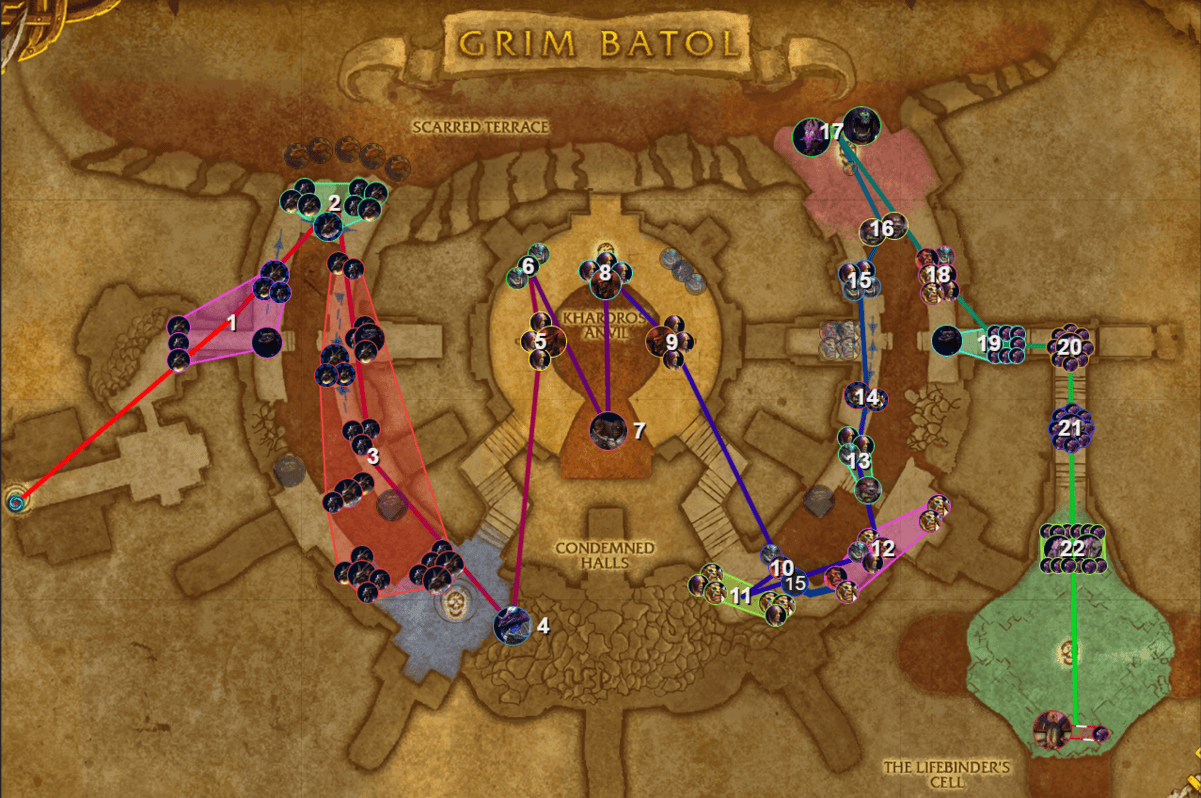 GRIM BATOL
SCARRED TERRACE
17
2
1
16
6
8
15
18
KHARDROS'
ANVIL
5
9
19
20
14
7
21
3
13
CONDEMNED
HALLS
12
22
10
15
11
4
THE LIFEBINDER'S
CELL